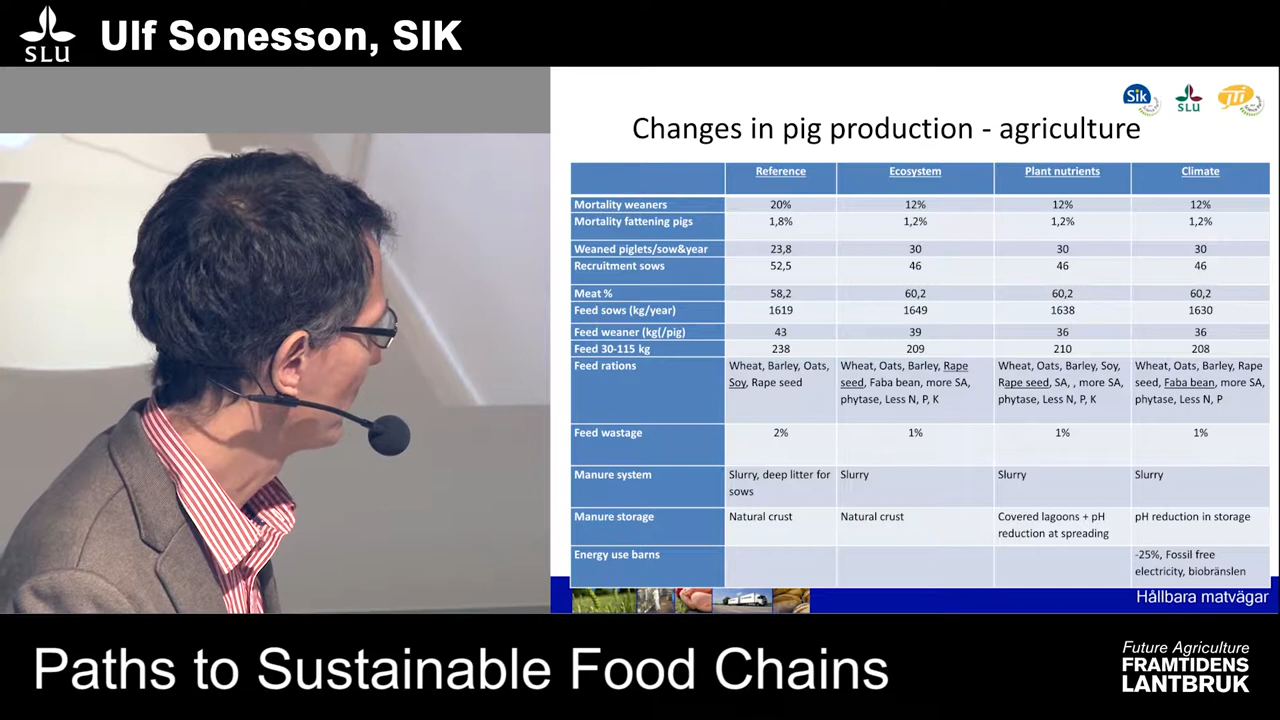 SLU
Ulf Sonesson, SIK
Sik
SLU
JTI
Changes in pig production - agriculture
Reference Ecosystem Plant nutrients Climate
Mortality weaners 20% 12% 12% 12%
Mortality fattening pigs 1,8% 1,2% 1,2% 1,2%
Weaned piglets/sow&year 23,8 30 30 30
Recruitment sows 52,5 46 46 46
Meat % 58,2 60,2 60,2 60,2
Feed sows (kg/year) 1619 1649 1638 1630
Feed weaner (kg(/pig) 43 39 36 36
Feed 30-115 kg 238 209 210 208
Feed rations Wheat, Barley, Oats, Wheat, Oats, Barley, Rape Wheat, Oats, Barley, Soy, Wheat, Oats, Barley, Rape
Soy, Rape seed seed, Faba bean, more SA, Rape seed, SA, , more SA, seed, Faba bean, more SA,
phytase, Less N, P, K phytase, Less N, P, K phytase, Less N, P
Feed wastage 2% 1% 1% 1%
Manure system Slurry, deep litter for Slurry Slurry Slurry
sows
Manure storage Natural crust Natural crust Covered lagoons + pH pH reduction in storage
reduction at spreading
Energy use barns -25%, Fossil free
electricity, biobränslen
Hållbara matvägar
Paths to Sustainable Food Chains
Future Agriculture
FRAMTIDENS
LANTBRUK